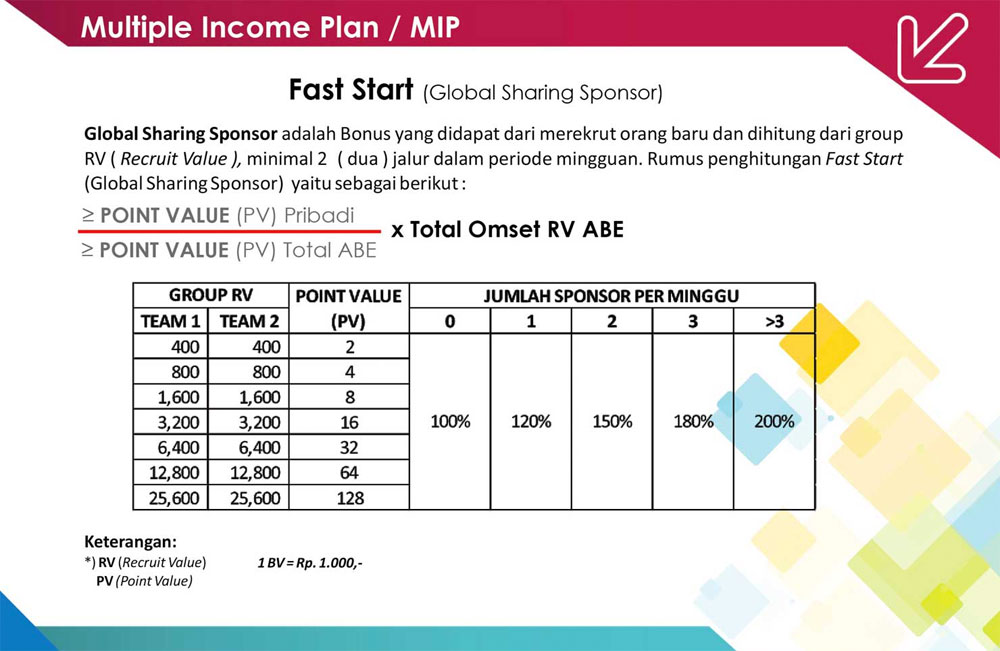 Multiple Income Plan / MIP
Fast Start (Global Sharing Sponsor)
Global Sharing Sponsor adalah Bonus yang didapat dari merekrut orang baru dan dihitung dari group
RV ( Recruit Value ), minimal 2 ( dua ) jalur dalam periode mingguan. Rumus penghitungan Fast Start
(Global Sharing Sponsor) yaitu sebagai berikut :
≥ POINT VALUE (PV) Pribadi
x Total Omset RV ABE
≥ POINT VALUE (PV) Total ABE
GROUP RV POINT VALUE JUMLAH SPONSOR PER MINGGU
TEAM 1 TEAM 2 (PV) 0 1 2 3 >3
400 400 2
800 800 4
1,600 1,600 8
3,200 3,200 16 100% 120% 150% 180% 200%
6,400 6,400 32
12,800 12,800 64
25,600 25,600 128
Keterangan:
*) RV (Recruit Value) 1 BV = Rp. 1.000,-
PV (Point Value)